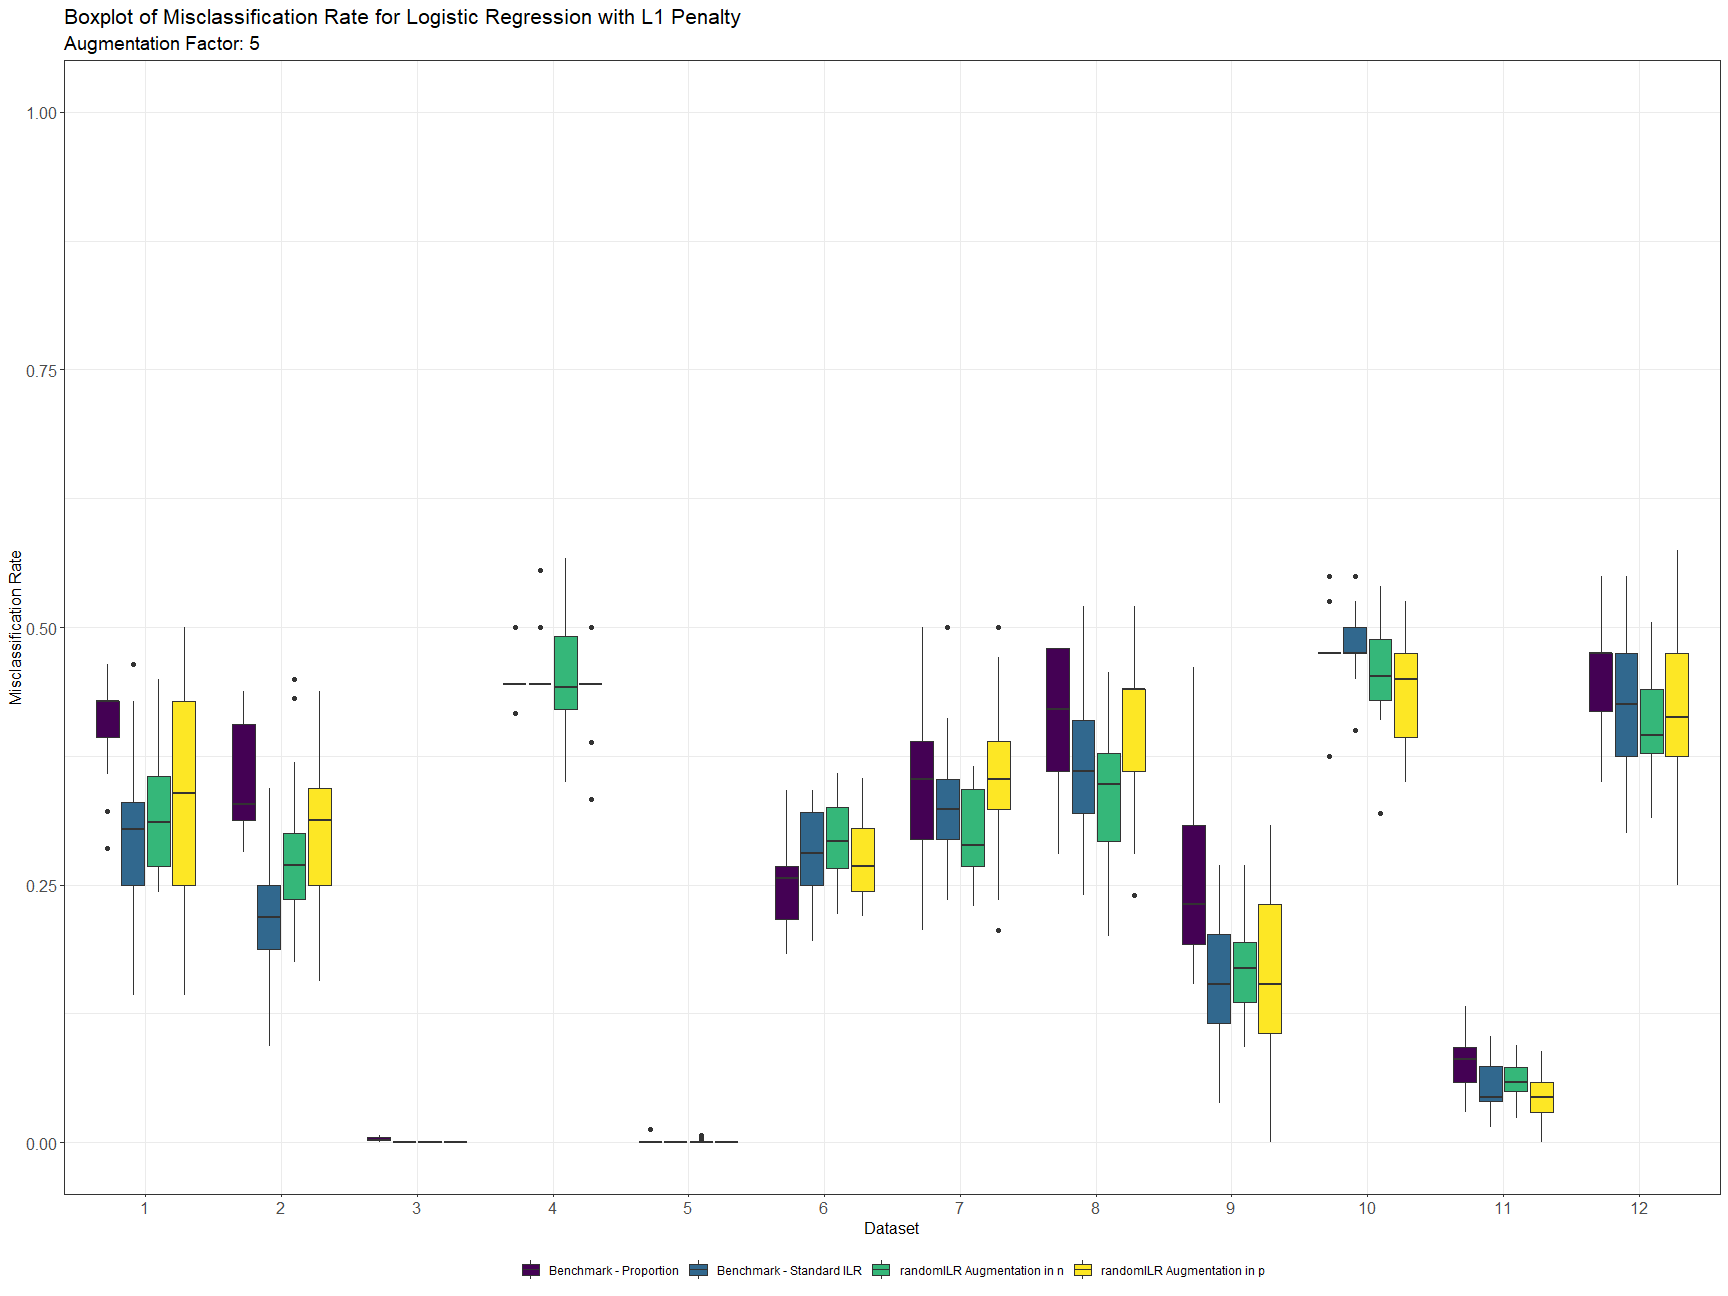 Boxplot of Misclassification Rate for Logistic Regression with L1 Penalty
Augmentation Factor: 5
1.00
0.75
0.50
0.25
0.00
Misclassification Rate
1 2 3 4 5 6 7 8 9 10 11 12
Dataset
Benchmark - Proportion Benchmark - Standard ILR randomILR Augmentation in n randomILR Augmentation in p